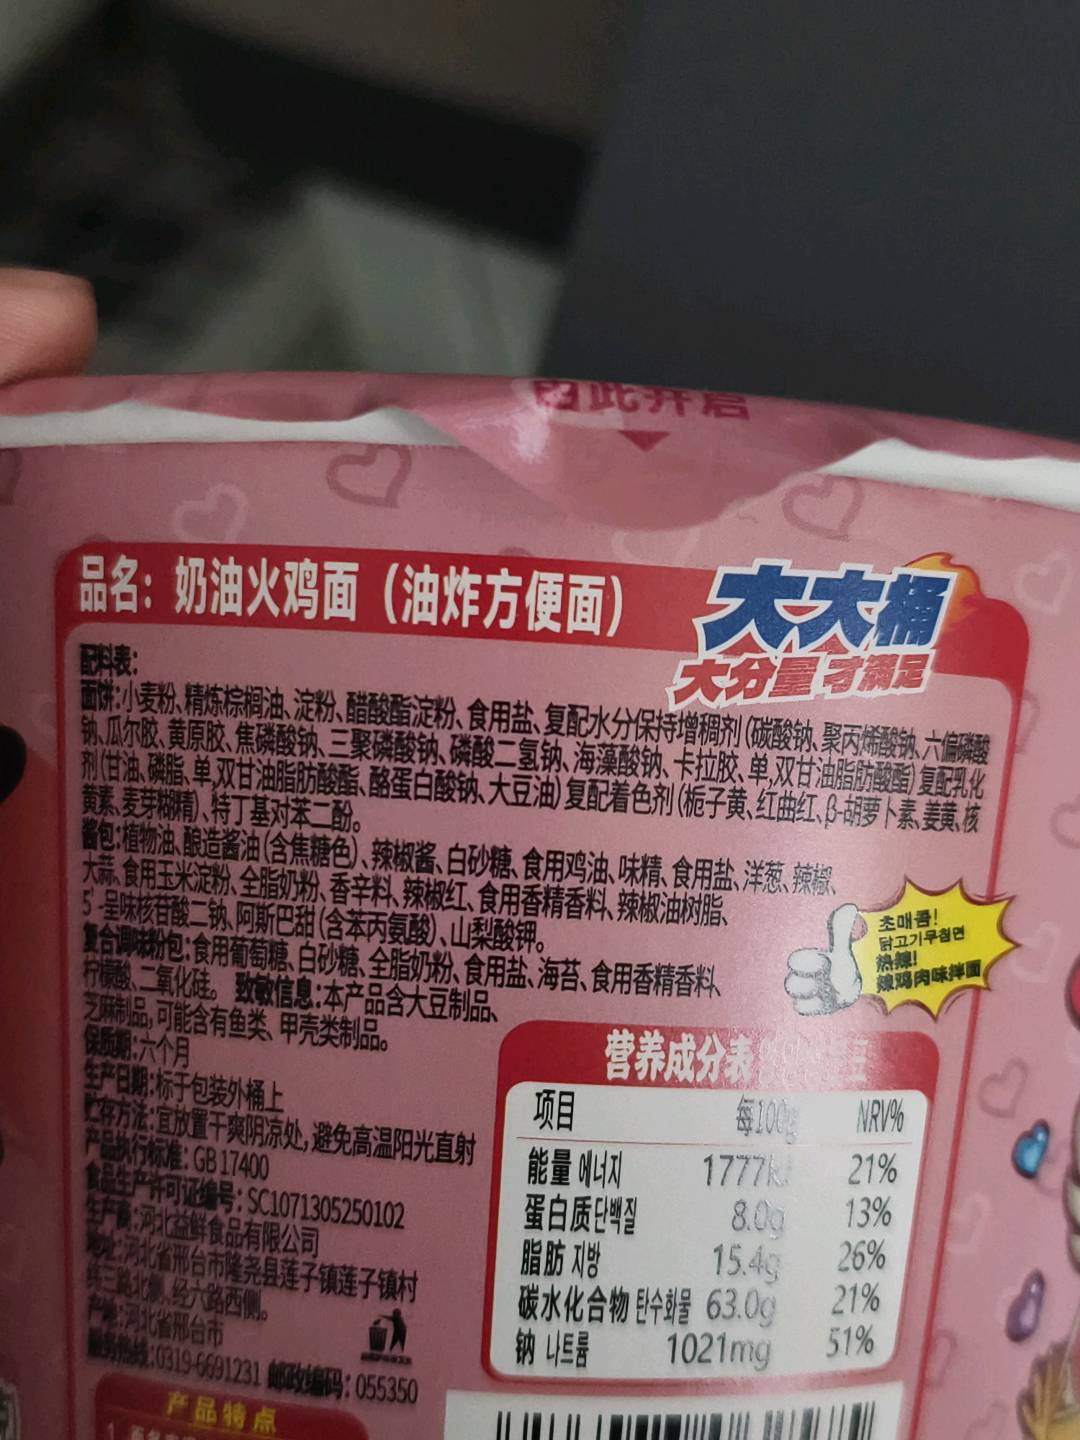 由此开启
品名：奶油火鸡面（油炸方便面）
大大桶
大分量 才满足
配料表：
面饼：小麦粉、精炼棕榈油、淀粉、醋酸酯淀粉、食用盐、复配水分保持增稠剂（碳酸钠、聚丙烯酸钠、六偏磷酸
钠、瓜尔胶、黄原胶、焦磷酸钠、三聚磷酸钠、磷酸二氢钠、海藻酸钠、卡拉胶、单,双甘油脂肪酸酯）复配乳化
剂（甘油、磷脂、单,双甘油脂肪酸酯、酪蛋白酸钠、大豆油）复配着色剂（栀子黄、红曲红、β-胡萝卜素、姜黄、核
黄素、麦芽糊精）、特丁基对苯二酚。
酱包：植物油、酿造酱油（含焦糖色）、辣椒酱、白砂糖、食用鸡油、味精、食用盐、洋葱、辣椒、
大蒜、食用玉米淀粉、全脂奶粉、香辛料、辣椒红、食用香精香料、辣椒油树脂、
5'-呈味核苷酸二钠、阿斯巴甜（含苯丙氨酸）、山梨酸钾。
复合调味粉包：食用葡萄糖、白砂糖、全脂奶粉、食用盐、海苔、食用香精香料、
柠檬酸、二氧化硅。 致敏信息：本产品含大豆制品、
芝麻制品，可能含有鱼类、甲壳类制品。
保质期：六个月
生产日期：标于包装外桶上
贮存方法：宜放置干爽阴凉处，避免高温阳光直射
产品执行标准：GB 17400
食品生产许可证编号：SC1071305250102
生产商：河北益鲜食品有限公司
地址：河北省邢台市隆尧县莲子镇莲子镇村
纬三路北侧、经六路西侧。
产地：河北省邢台市
服务热线：0319-6691231 邮政编码：055350
초매콤!
닭고기무침면
热辣!
辣鸡肉味拌面
营养成分表
项目 每100g NRV%
能量 에너지 1777kJ 21%
蛋白质 단백질 8.0g 13%
脂肪 지방 15.4g 26%
碳水化合物 탄수화물 63.0g 21%
钠 나트륨 1021mg 51%
产品特点